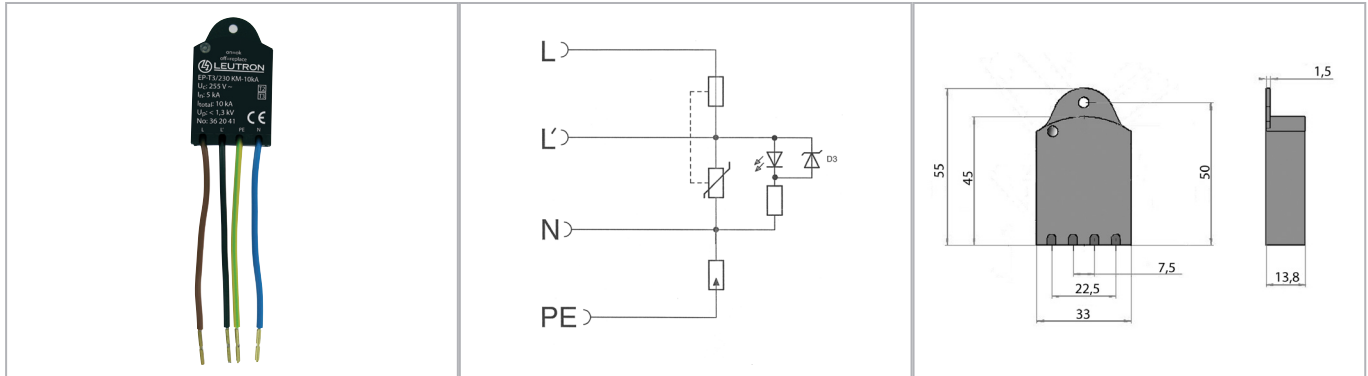 on=ok
off=replace
LEUTRON
EP-T3/230 KM-10kA
Uc: 255 V ~
In: 5 kA
Itotal: 10 kA
Up: < 1,3 kV
No: 36 20 41
T2
T3
CE
L L' PE N
L
L'
N
PE
D3
55
45
50
7,5
22,5
33
1,5
13,8